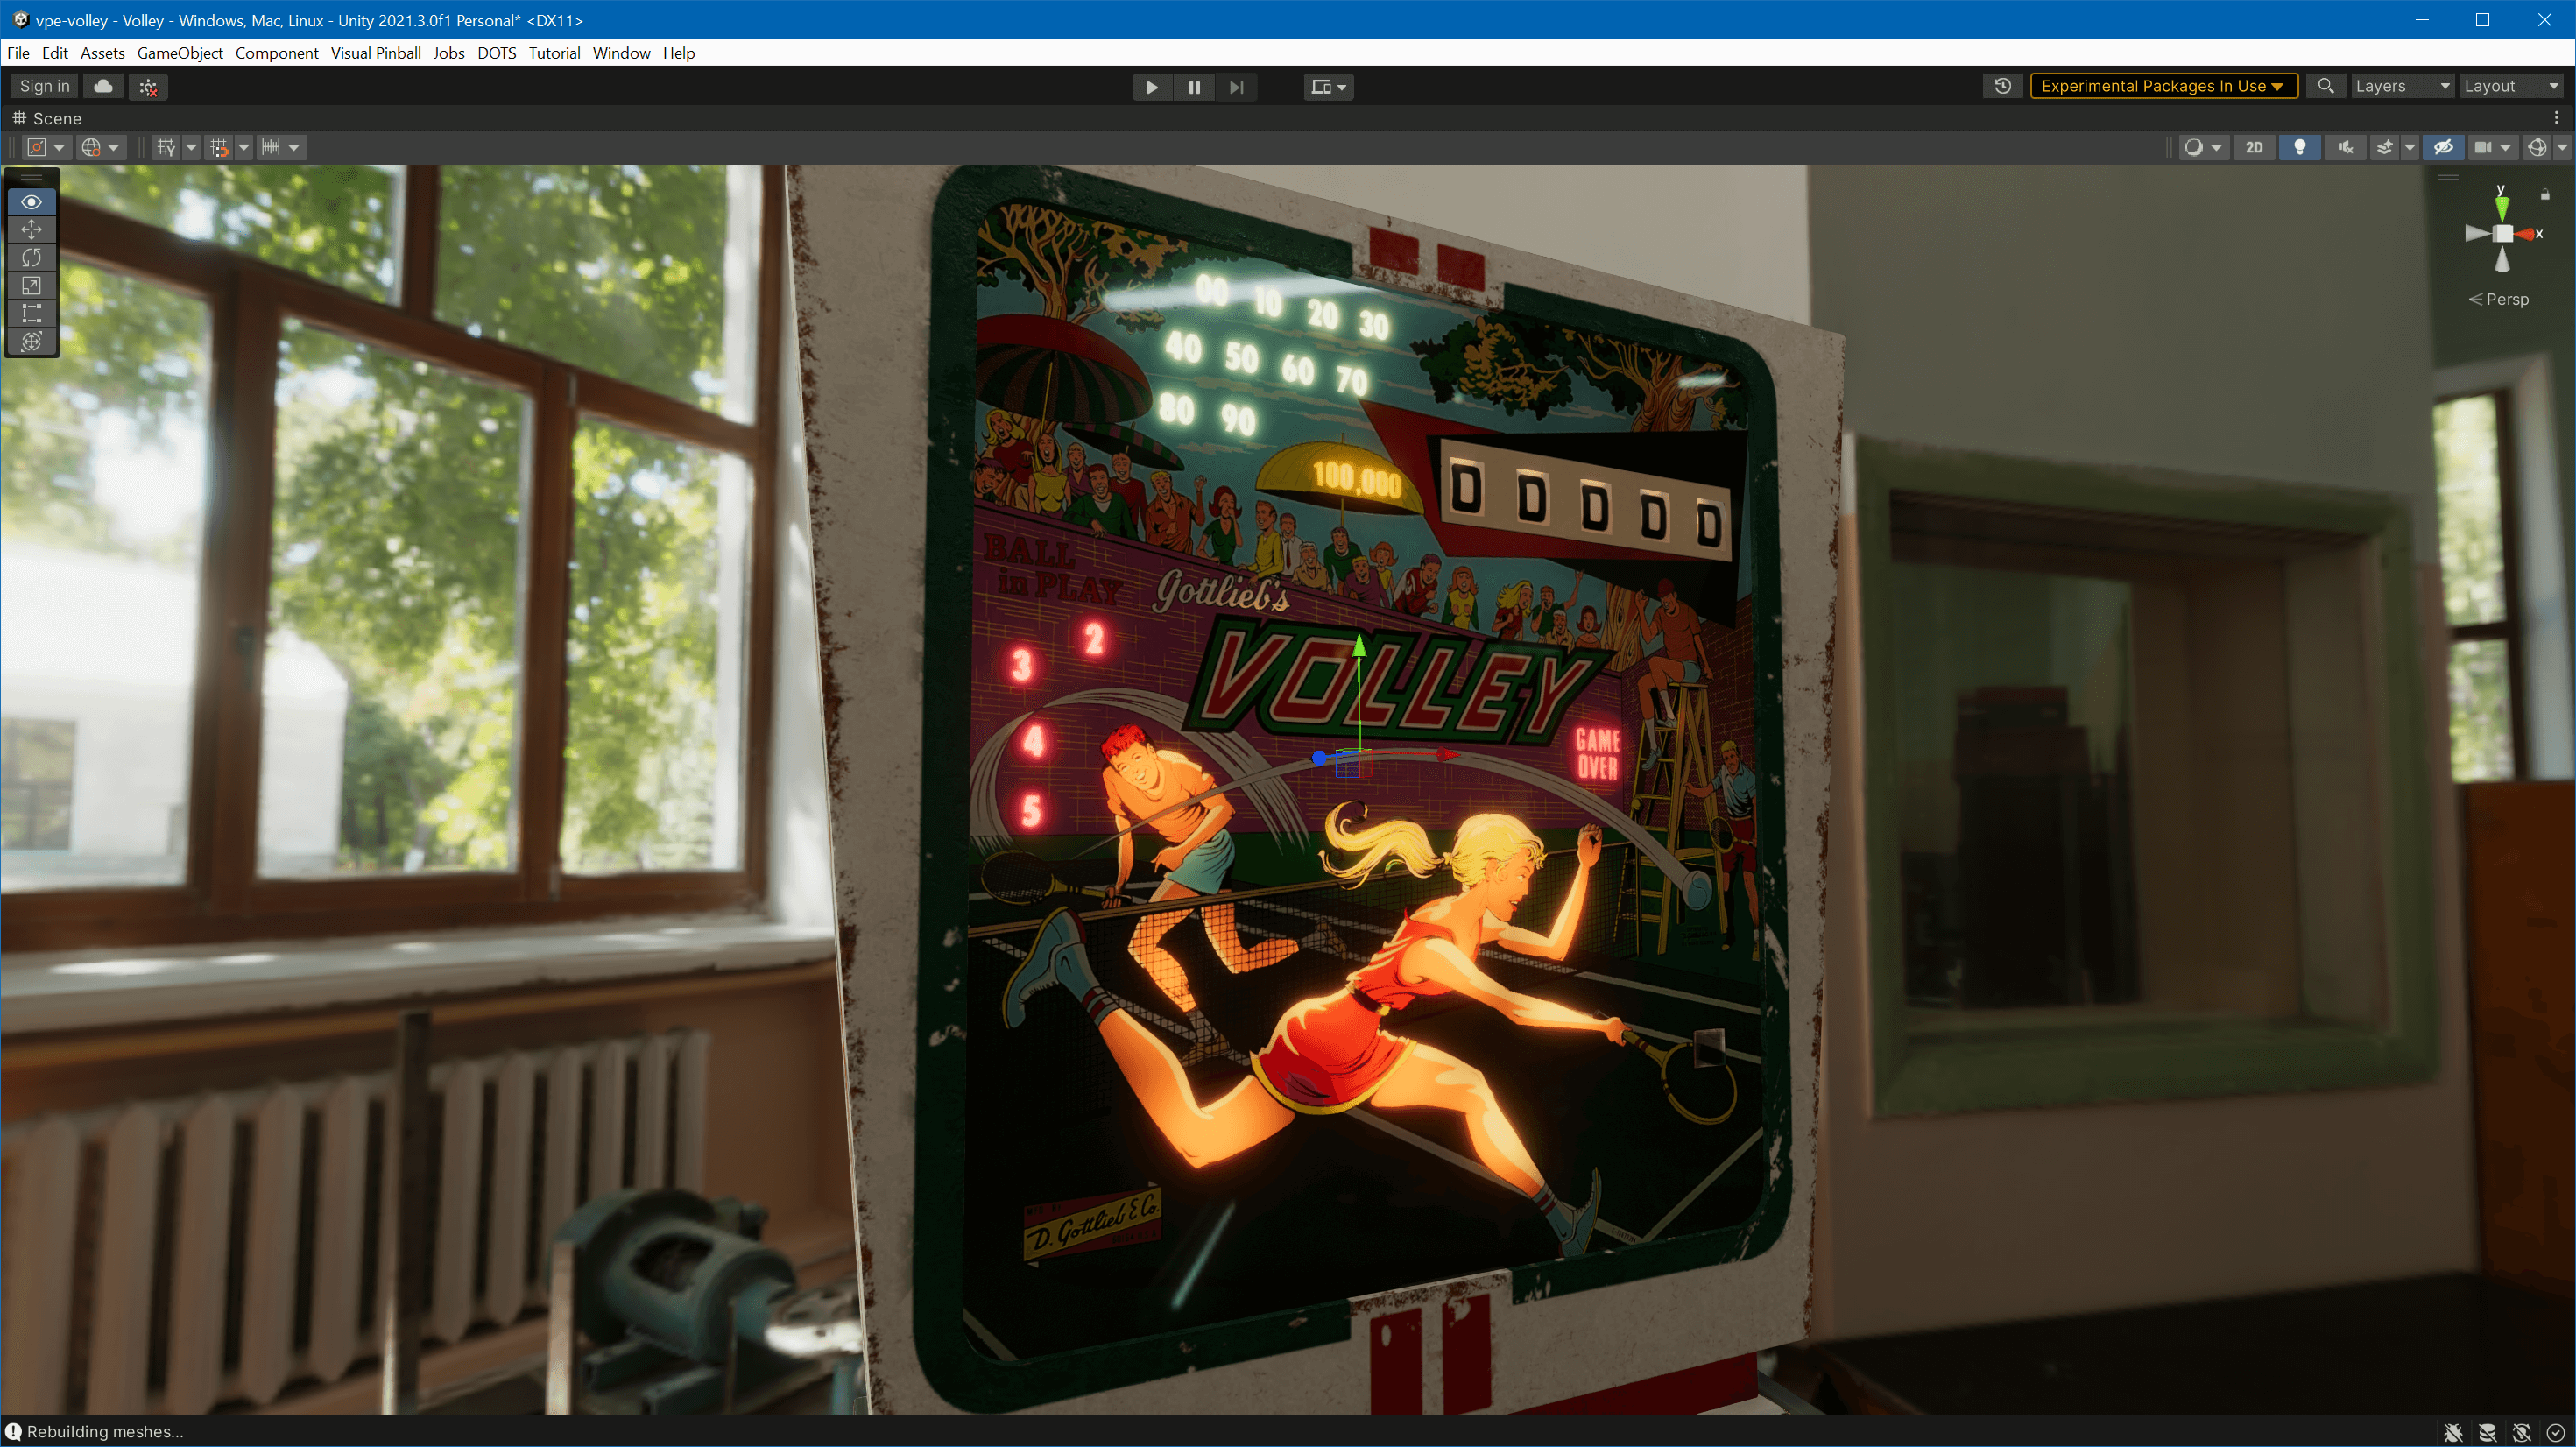 vpe-volley - Volley - Windows, Mac, Linux - Unity 2021.3.0f1 Personal* <DX11>
File Edit Assets GameObject Component Visual Pinball Jobs DOTS Tutorial Window Help
Sign in
Experimental Packages In Use
Layers
Layout
Scene
2D
y
x
Persp
00 10 20 30
40 50 60 70
80 90
100,000
0 0 0 0 0
BALL
in PLAY
Gottlieb's
VOLLEY
2
3
4
5
GAME
OVER
D. Gottlieb & Co.
Rebuilding meshes...